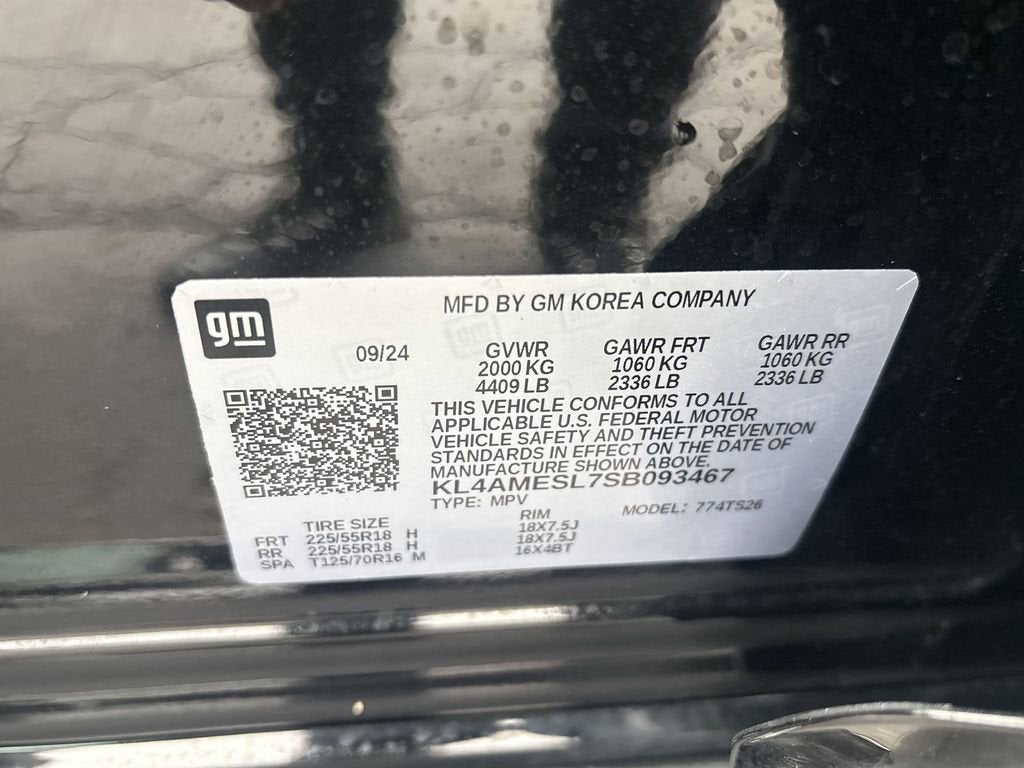 gm
MFD BY GM KOREA COMPANY
09/24
GVWR GAWR FRT GAWR RR
2000 KG 1060 KG 1060 KG
4409 LB 2336 LB 2336 LB
THIS VEHICLE CONFORMS TO ALL
APPLICABLE U.S. FEDERAL MOTOR
VEHICLE SAFETY AND THEFT PREVENTION
STANDARDS IN EFFECT ON THE DATE OF
MANUFACTURE SHOWN ABOVE.
KL4AMESL7SB093467
TYPE: MPV MODEL: 774TS26
TIRE SIZE RIM
FRT 225/55R18 H 18X7.5J
RR 225/55R18 H 18X7.5J
SPA T125/70R16 M 16X4BT